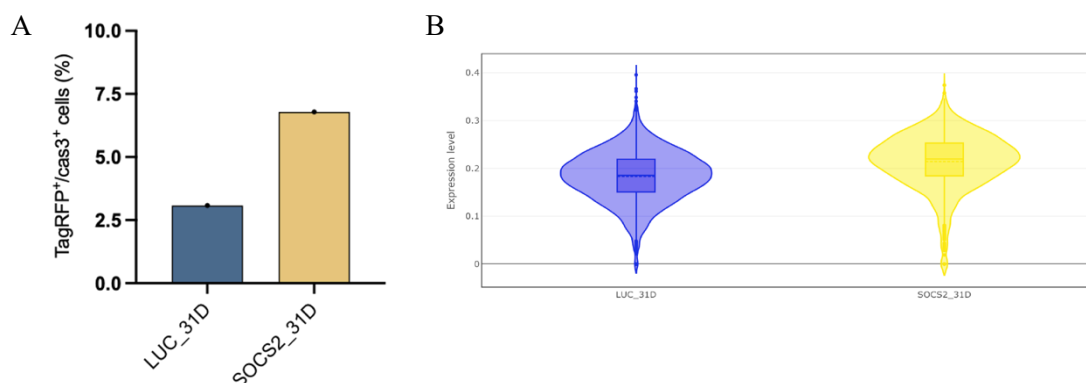 A
10.0
7.5
5.0
2.5
0.0
TagRFP⁺/cas3⁺ cells (%)
LUC_31D
SOCS2_31D
B
0.4
0.3
0.2
0.1
0
Expression level
LUC_31D
SOCS2_31D